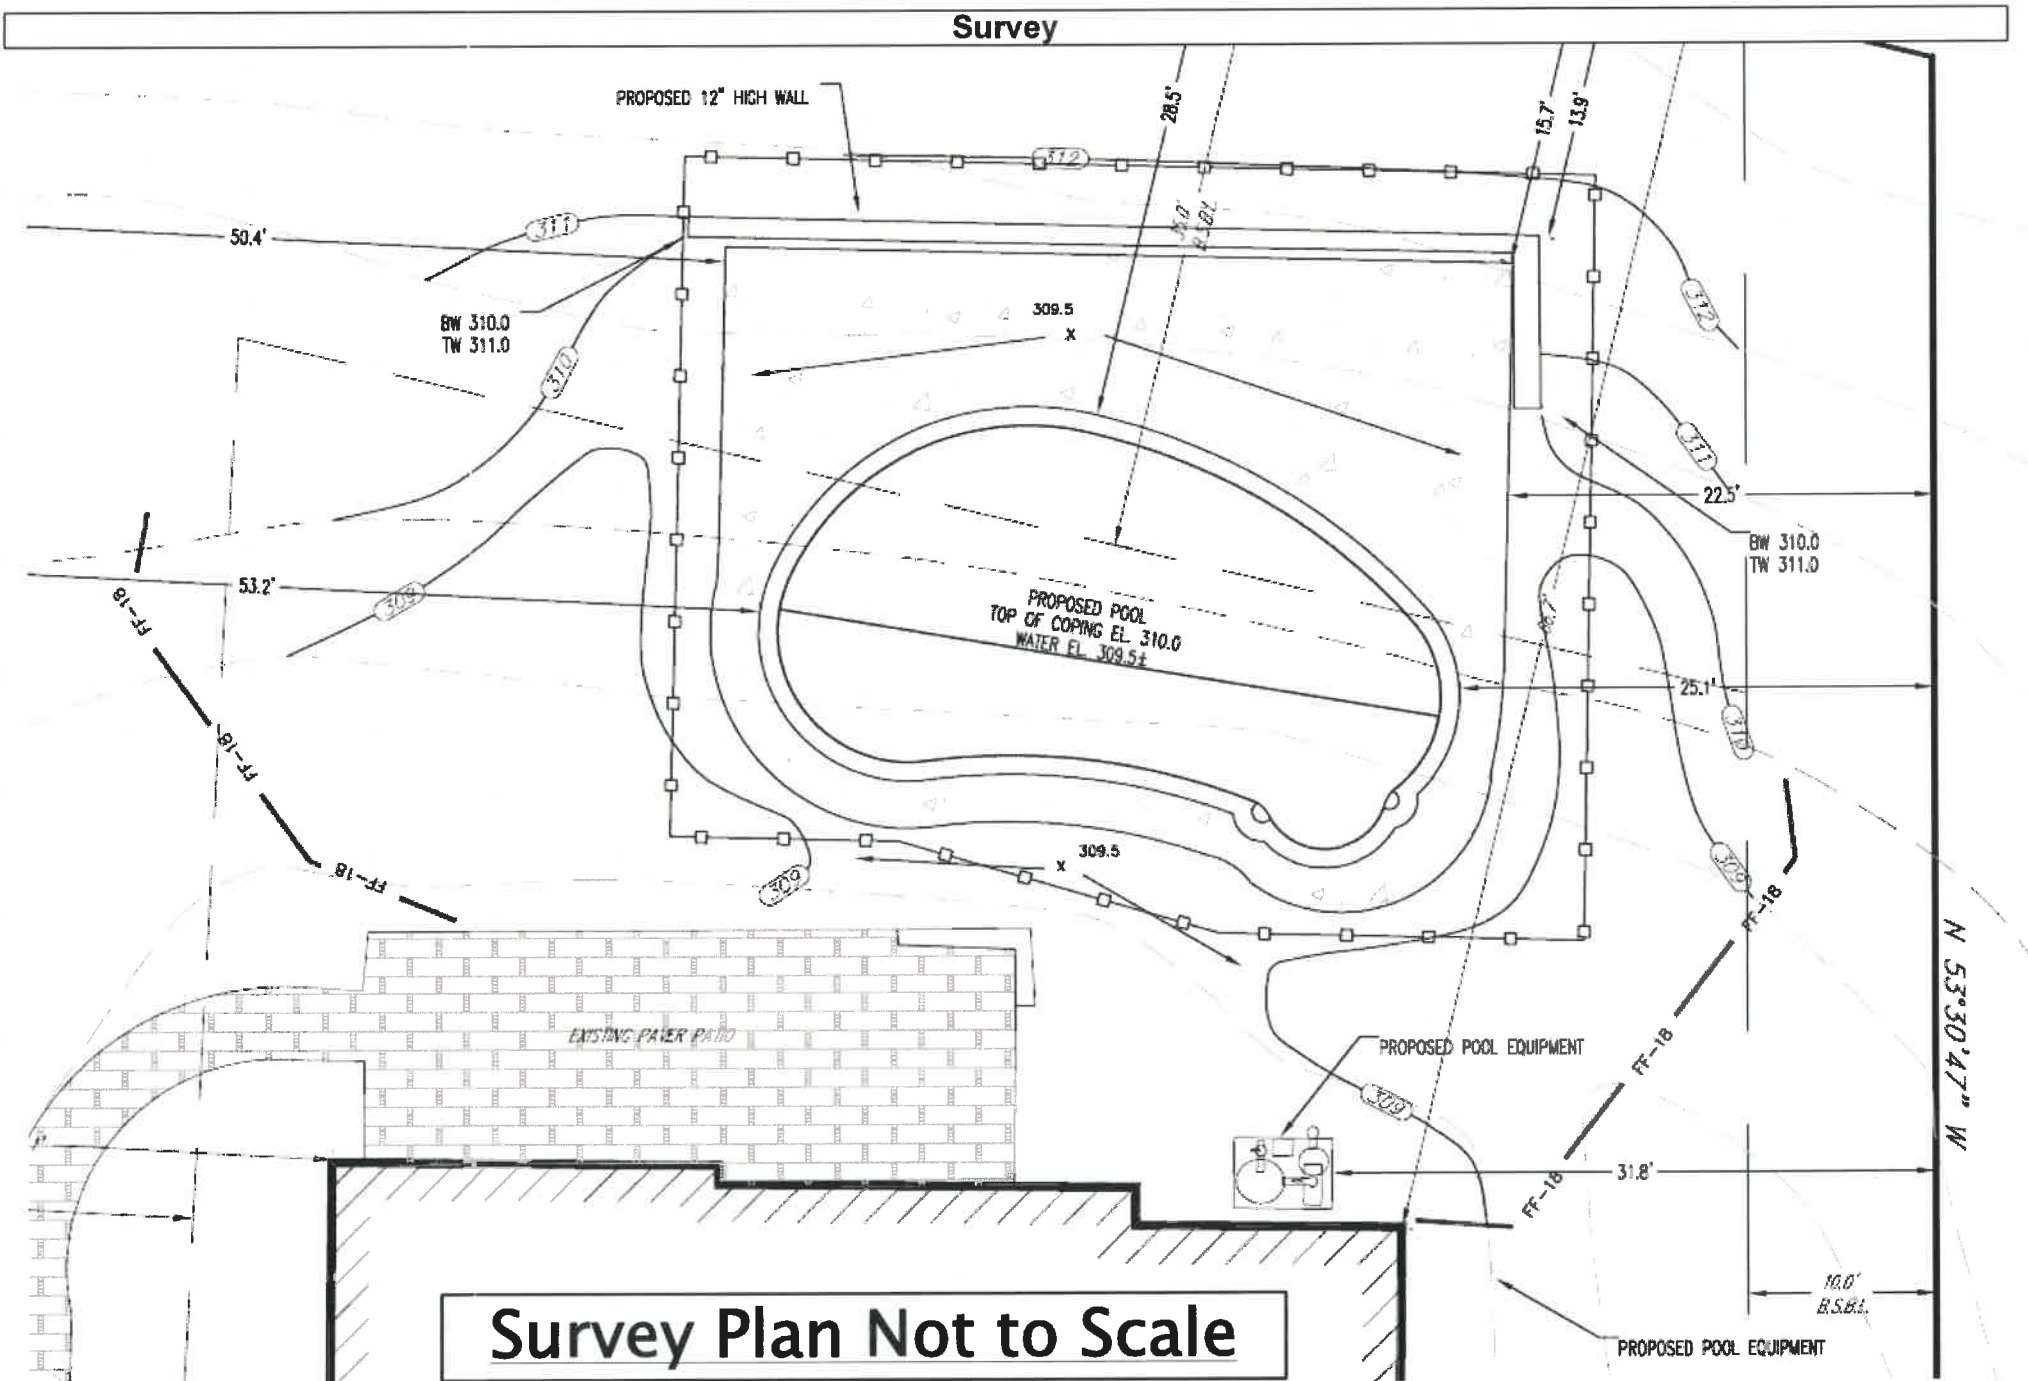 Survey
PROPOSED 12" HIGH WALL
28.5'
15.7'
13.9'
312
311
50.4'
35.0'
B.S.B.L.
309.5
x
312
BW 310.0
TW 311.0
310
311
22.5'
BW 310.0
TW 311.0
53.2'
309
FF-18
PROPOSED POOL
TOP OF COPING EL. 310.0
WATER EL. 309.5±
25.1'
310
FF-18
309.5
x
FF-18
309
309
FF-18
N 53°30'47" W
EXISTING PAVER PATIO
PROPOSED POOL EQUIPMENT
FF-18
309
31.8'
FF-18
10.0'
B.S.B.L.
Survey Plan Not to Scale
PROPOSED POOL EQUIPMENT